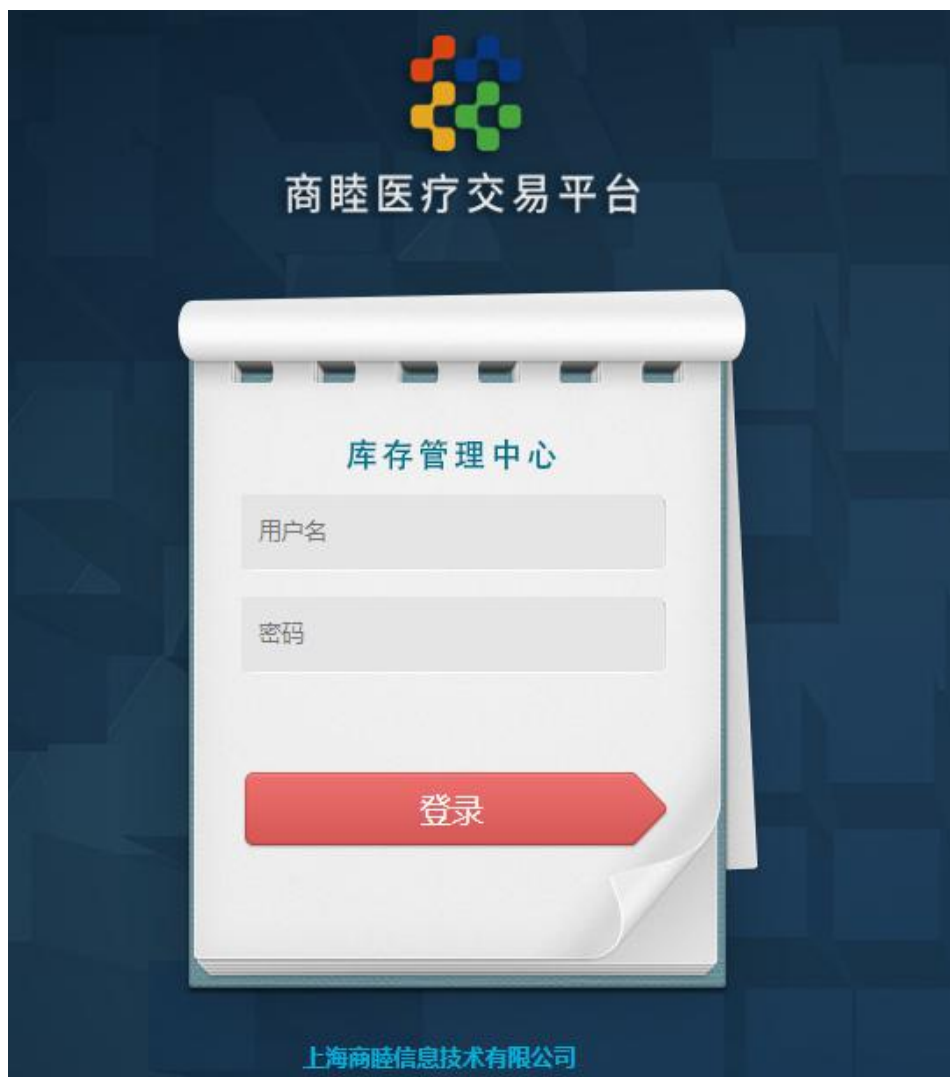 商睦医疗交易平台
库存管理中心
用户名
密码
登录
上海商睦信息技术有限公司